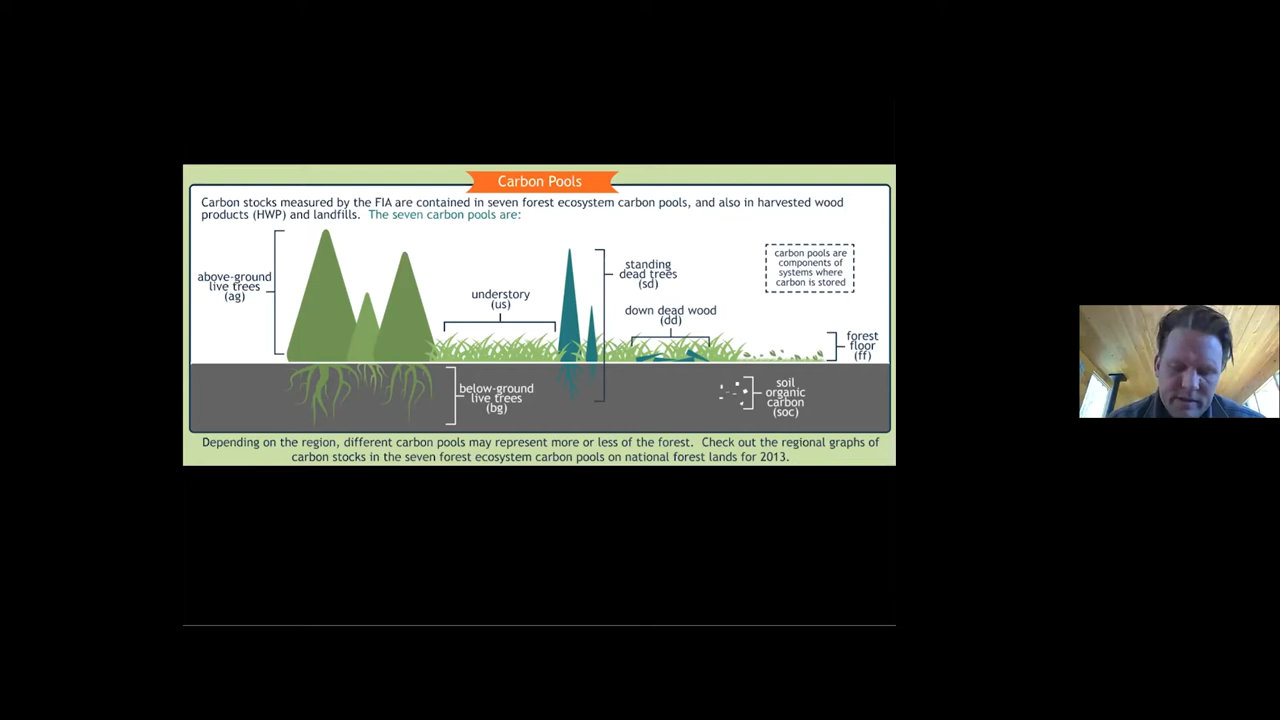 Carbon Pools
Carbon stocks measured by the FIA are contained in seven forest ecosystem carbon pools, and also in harvested wood
products (HWP) and landfills. The seven carbon pools are:
above-ground
live trees
(ag)
understory
(us)
standing
dead trees
(sd)
down dead wood
(dd)
carbon pools are
components of
systems where
carbon is stored
forest
floor
(ff)
below-ground
live trees
(bg)
soil
organic
carbon
(soc)
Depending on the region, different carbon pools may represent more or less of the forest. Check out the regional graphs of
carbon stocks in the seven forest ecosystem carbon pools on national forest lands for 2013.